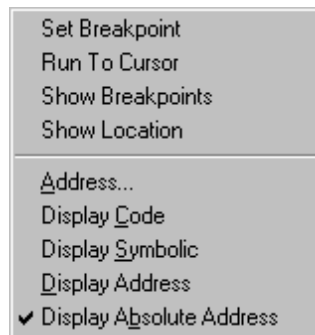 Set Breakpoint
Run To Cursor
Show Breakpoints
Show Location
Address...
Display Code
Display Symbolic
Display Address
Display Absolute Address